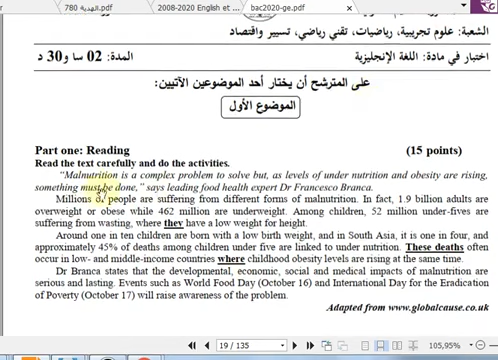 780 الهدية.pdf
2008-2020 English et ...
bac2020-ge.pdf
الشعبة: علوم تجريبية، رياضيات، تقني رياضي، تسيير واقتصاد
اختبار في مادة: اللغة الإنجليزية
المدة: 02 سا و30 د
على المترشح أن يختار أحد الموضوعين الآتيين:
الموضوع الأول
Part one: Reading (15 points)
Read the text carefully and do the activities.
"Malnutrition is a complex problem to solve but, as levels of under nutrition and obesity are rising,
something must be done," says leading food health expert Dr Francesco Branca.
Millions of people are suffering from different forms of malnutrition. In fact, 1.9 billion adults are
overweight or obese while 462 million are underweight. Among children, 52 million under-fives are
suffering from wasting, where they have a low weight for height.
Around one in ten children are born with a low birth weight, and in South Asia, it is one in four, and
approximately 45% of deaths among children under five are linked to under nutrition. These deaths often
occur in low- and middle-income countries where childhood obesity levels are rising at the same time.
Dr Branca states that the developmental, economic, social and medical impacts of malnutrition are
serious and lasting. Events such as World Food Day (October 16) and International Day for the Eradication
of Poverty (October 17) will raise awareness of the problem.
Adapted from www.globalcause.co.uk
19 / 135
105,95%